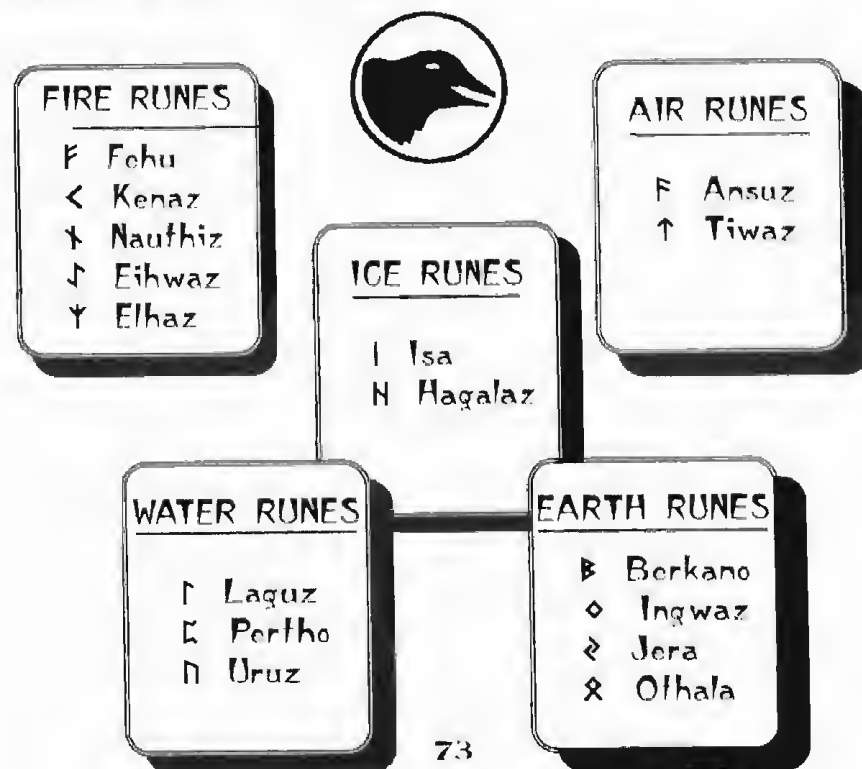 FIRE RUNES
ᚠ Fehu
ᚲ Kenaz
ᚾ Nauthiz
ᛇ Eihwaz
ᛉ Elhaz
AIR RUNES
ᚨ Ansuz
ᛏ Tiwaz
ICE RUNES
ᛁ Isa
ᚺ Hagalaz
WATER RUNES
ᛚ Laguz
ᛈ Pertho
ᚢ Uruz
EARTH RUNES
ᛒ Berkano
ᛜ Ingwaz
ᛃ Jera
ᛟ Othala
73